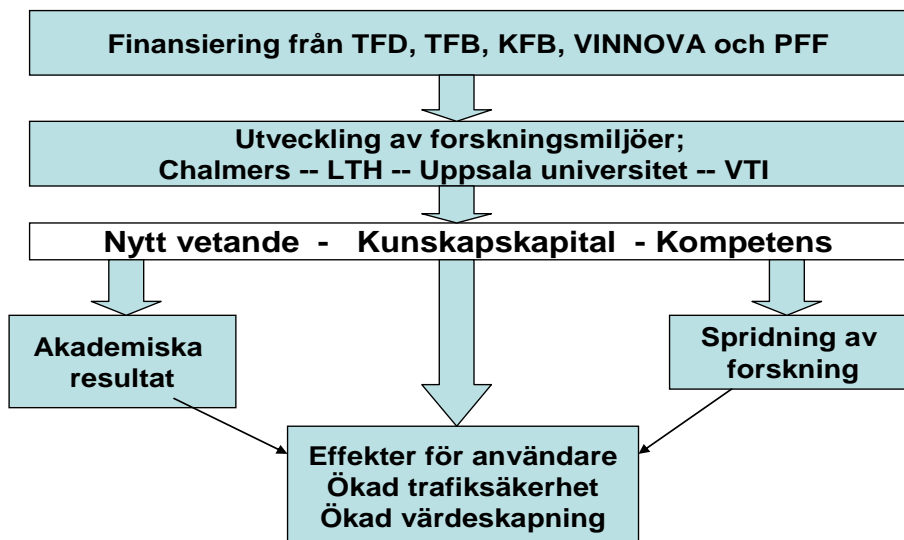 Finansiering från TFD, TFB, KFB, VINNOVA och PFF
Utveckling av forskningsmiljöer;
Chalmers -- LTH -- Uppsala universitet -- VTI
Nytt vetande - Kunskapskapital - Kompetens
Akademiska
resultat
Spridning av
forskning
Effekter för användare
Ökad trafiksäkerhet
Ökad värdeskapning